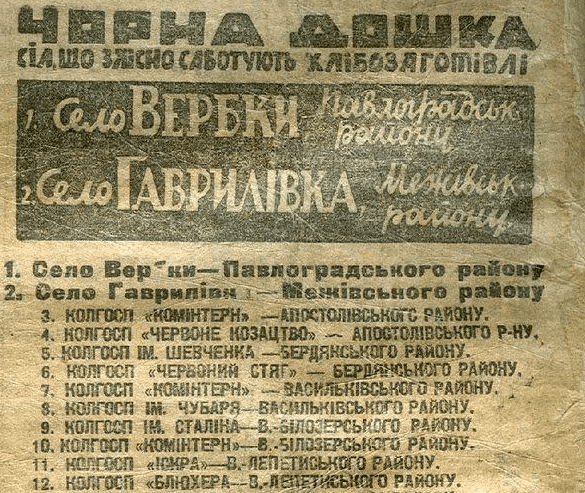 ЧОРНА ДОШКА
СІЛ, ЩО ЗЛІСНО САБОТУЮТЬ ХЛІБОЗАГОТІВЛІ
1. Село ВЕРБКИ, Павлоградськ.
району
2. Село ГАВРИЛІВКА, Межівськ.
району
1. Село Вер ки—Павлоградського району
2. Село Гавриліви і—Межівського району
3. КОЛГОСП «КОМІНТЕРН» —АПОСТОЛІВСЬКОГО РАЙОНУ.
4. КОЛГОСП «ЧЕРВОНЕ КОЗАЦТВО» — АПОСТОЛІВСЬКОГО Р-НУ.
5. КОЛГОСП ІМ. ШЕВЧЕНКА —БЕРДЯНСЬКОГО РАЙОНУ.
6. КОЛГОСП «ЧЕРВОНИЙ СТЯГ» — БЕРДЯНСЬКОГО РАЙОНУ.
7. КОЛГОСП «КОМІНТЕРН» —ВАСИЛЬКІВСЬКОГО РАЙОНУ.
8. КОЛГОСП ІМ. ЧУБАРЯ—ВАСИЛЬКІВСЬКОГО РАЙОНУ.
9. КОЛГОСП ІМ. СТАЛІНА—В.-БІЛОЗЕРСЬКОГО РАЙОНУ.
10. КОЛГОСП «КОМІНТЕРН»—В.-БІЛОЗЕРСЬКОГО РАЙОНУ.
11. КОЛГОСП «ІСКРА»—В.-ЛЕПЕТИСЬКОГО РАЙОНУ.
12. КОЛГОСП «БЛЮХЕРА—В.-ЛЕПЕТИСЬКОГО РАЙОНУ.